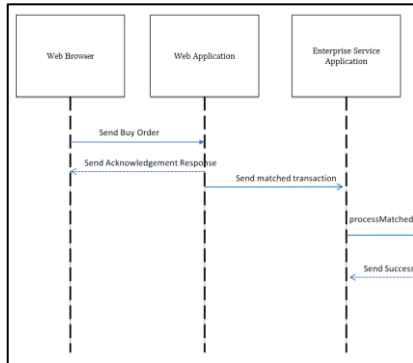 Web Browser
Web Application
Enterprise Service
Application
Send Buy Order
Send Acknowledgement Response
Send matched transaction
processMatched
Send Success